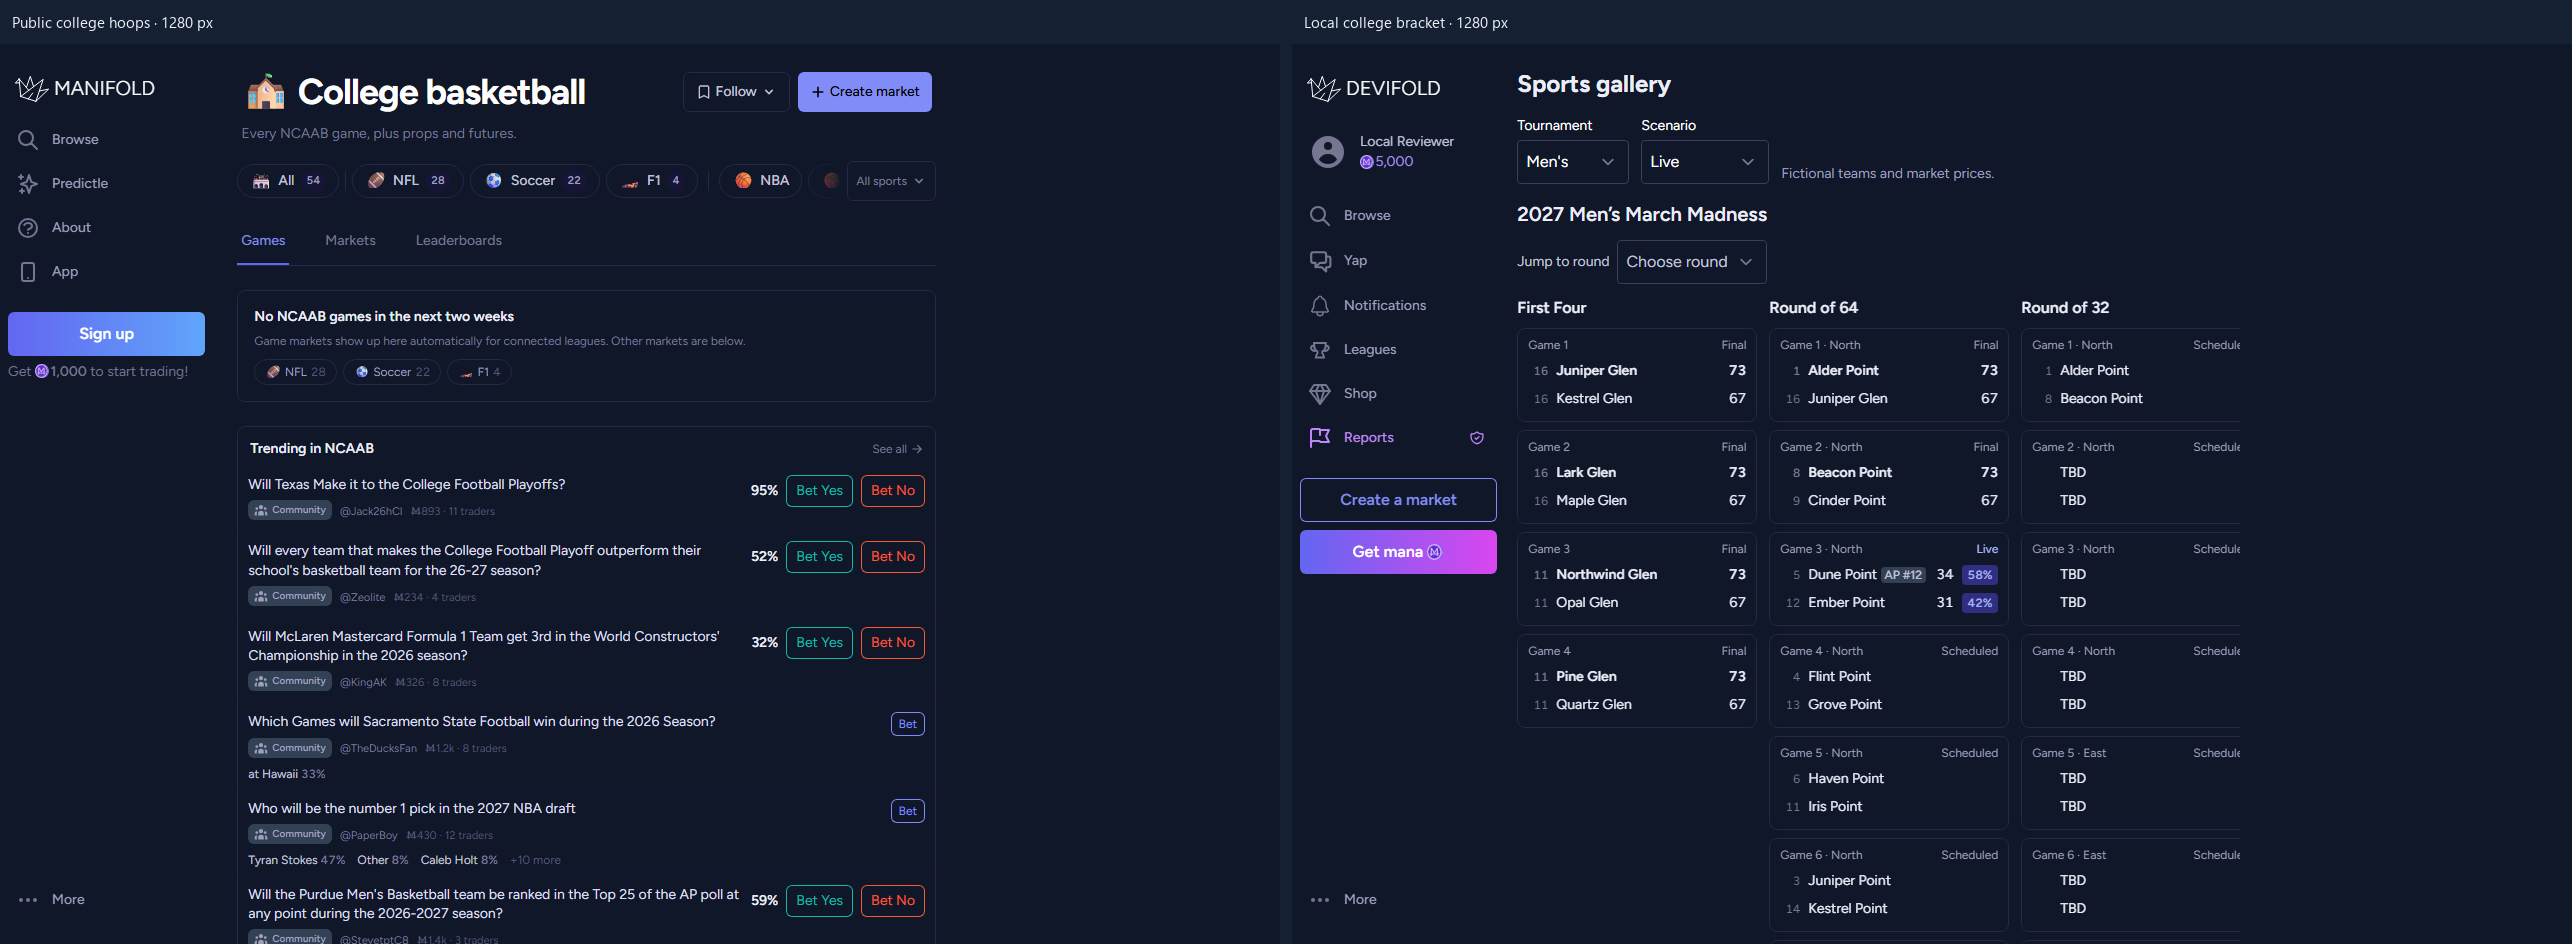 Public college hoops · 1280 px
MANIFOLD
Browse
Predictle
About
App
Sign up
Get Ⓜ1,000 to start trading!
More
College basketball
Follow
+ Create market
Every NCAAB game, plus props and futures.
All 54
NFL 28
Soccer 22
F1 4
NBA
All sports
Games Markets Leaderboards
No NCAAB games in the next two weeks
Game markets show up here automatically for connected leagues. Other markets are below.
NFL 28 Soccer 22 F1 4
Trending in NCAAB
See all →
Will Texas Make it to the College Football Playoffs?
95% Bet Yes Bet No
Community @Jack26hCl M893 · 11 traders
Will every team that makes the College Football Playoff outperform their
school's basketball team for the 26-27 season?
52% Bet Yes Bet No
Community @Zeolite M234 · 4 traders
Will McLaren Mastercard Formula 1 Team get 3rd in the World Constructors'
Championship in the 2026 season?
32% Bet Yes Bet No
Community @KingAK M326 · 8 traders
Which Games will Sacramento State Football win during the 2026 Season?
Bet
Community @TheDucksFan M1.2k · 8 traders
at Hawaii 33%
Who will be the number 1 pick in the 2027 NBA draft
Bet
Community @PaperBoy M430 · 12 traders
Tyran Stokes 47% Other 8% Caleb Holt 8% +10 more
Will the Purdue Men's Basketball team be ranked in the Top 25 of the AP poll at
any point during the 2026-2027 season?
59% Bet Yes Bet No
Community @StevetptC8 M1.4k · 3 traders
Local college bracket · 1280 px
DEVIFOLD
Local Reviewer
Ⓜ5,000
Browse
Yap
Notifications
Leagues
Shop
Reports
Create a market
Get mana Ⓜ
More
Sports gallery
Tournament Scenario
Men's Live
Fictional teams and market prices.
2027 Men's March Madness
Jump to round Choose round
First Four
Game 1 Final
16 Juniper Glen 73
16 Kestrel Glen 67
Game 2 Final
16 Lark Glen 73
16 Maple Glen 67
Game 3 Final
11 Northwind Glen 73
11 Opal Glen 67
Game 4 Final
11 Pine Glen 73
11 Quartz Glen 67
Round of 64
Game 1 · North Final
1 Alder Point 73
16 Juniper Glen 67
Game 2 · North Final
8 Beacon Point 73
9 Cinder Point 67
Game 3 · North Live
5 Dune Point AP #12 34 58%
12 Ember Point 31 42%
Game 4 · North Scheduled
4 Flint Point
13 Grove Point
Game 5 · North Scheduled
6 Haven Point
11 Iris Point
Game 6 · North Scheduled
3 Juniper Point
14 Kestrel Point
Round of 32
Game 1 · North Schedule
1 Alder Point
8 Beacon Point
Game 2 · North Schedule
TBD
TBD
Game 3 · North Schedule
TBD
TBD
Game 4 · North Schedule
TBD
TBD
Game 5 · East Schedule
TBD
TBD
Game 6 · East Schedule
TBD
TBD